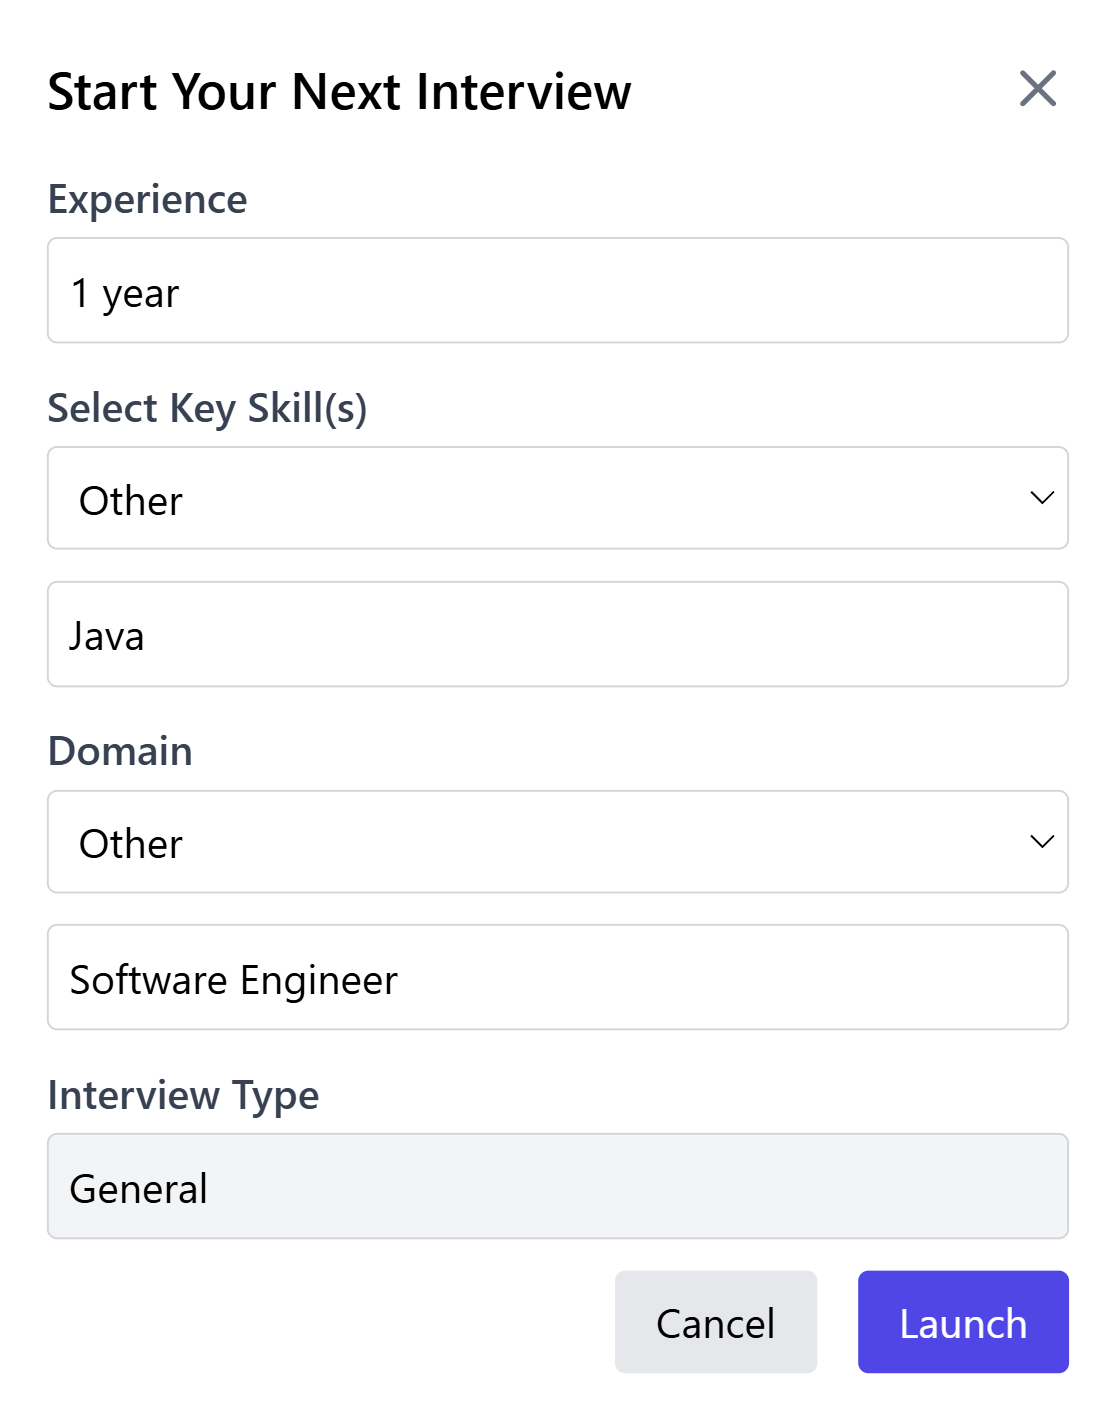 Start Your Next Interview
Experience
1 year
Select Key Skill(s)
Other
Java
Domain
Other
Software Engineer
Interview Type
General
Cancel Launch